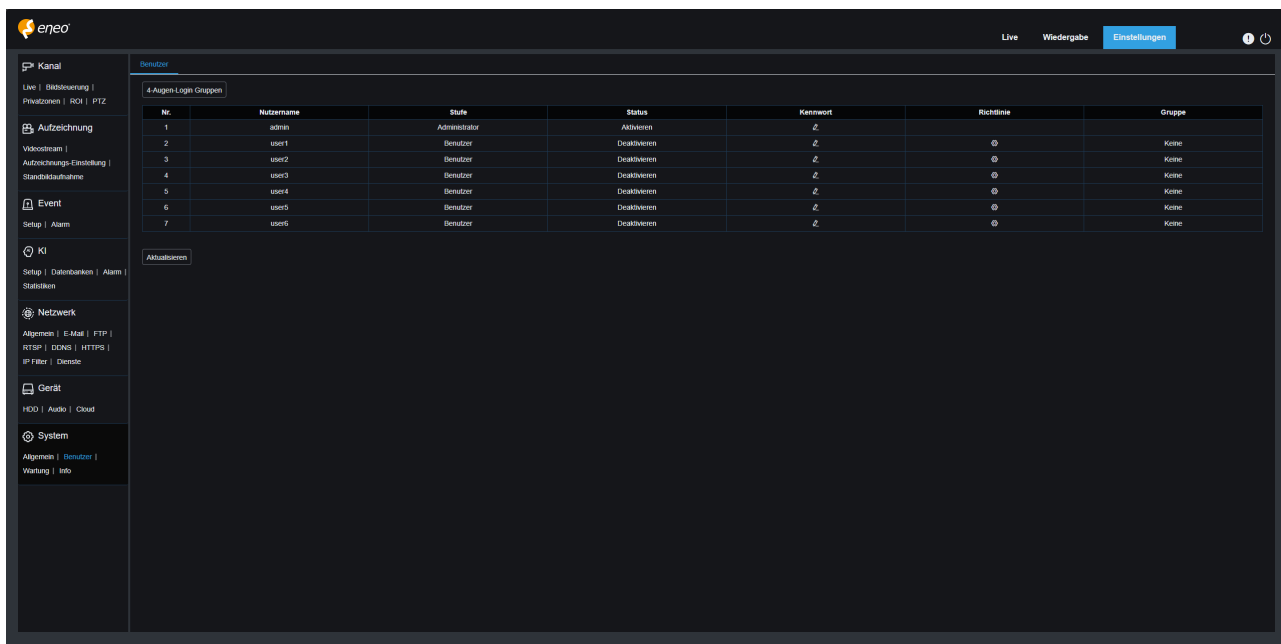 eneo
Live Wiedergabe Einstellungen
Kanal
Live | Bildsteuerung |
Privatzonen | ROI | PTZ
Aufzeichnung
Videostream |
Aufzeichnungs-Einstellung |
Standbildaufnahme
Event
Setup | Alarm
KI
Setup | Datenbanken | Alarm |
Statistiken
Netzwerk
Allgemein | E-Mail | FTP |
RTSP | DDNS | HTTPS |
IP Filter | Dienste
Gerät
HDD | Audio | Cloud
System
Allgemein | Benutzer |
Wartung | Info
Benutzer
4-Augen-Login Gruppen
Nr. Nutzername Stufe Status Kennwort Richtlinie Gruppe
1 admin Administrator Aktivieren
2 user1 Benutzer Deaktivieren Keine
3 user2 Benutzer Deaktivieren Keine
4 user3 Benutzer Deaktivieren Keine
5 user4 Benutzer Deaktivieren Keine
6 user5 Benutzer Deaktivieren Keine
7 user6 Benutzer Deaktivieren Keine
Aktualisieren